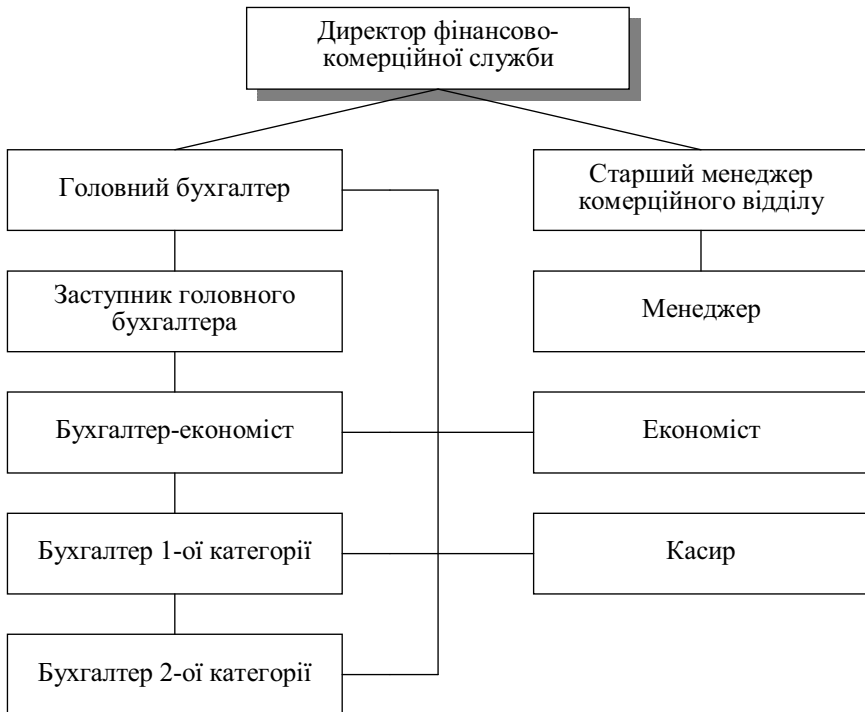 Директор фінансово-
комерційної служби
Головний бухгалтер
Старший менеджер
комерційного відділу
Заступник головного
бухгалтера
Менеджер
Бухгалтер-економіст
Економіст
Бухгалтер 1-ої категорії
Касир
Бухгалтер 2-ої категорії